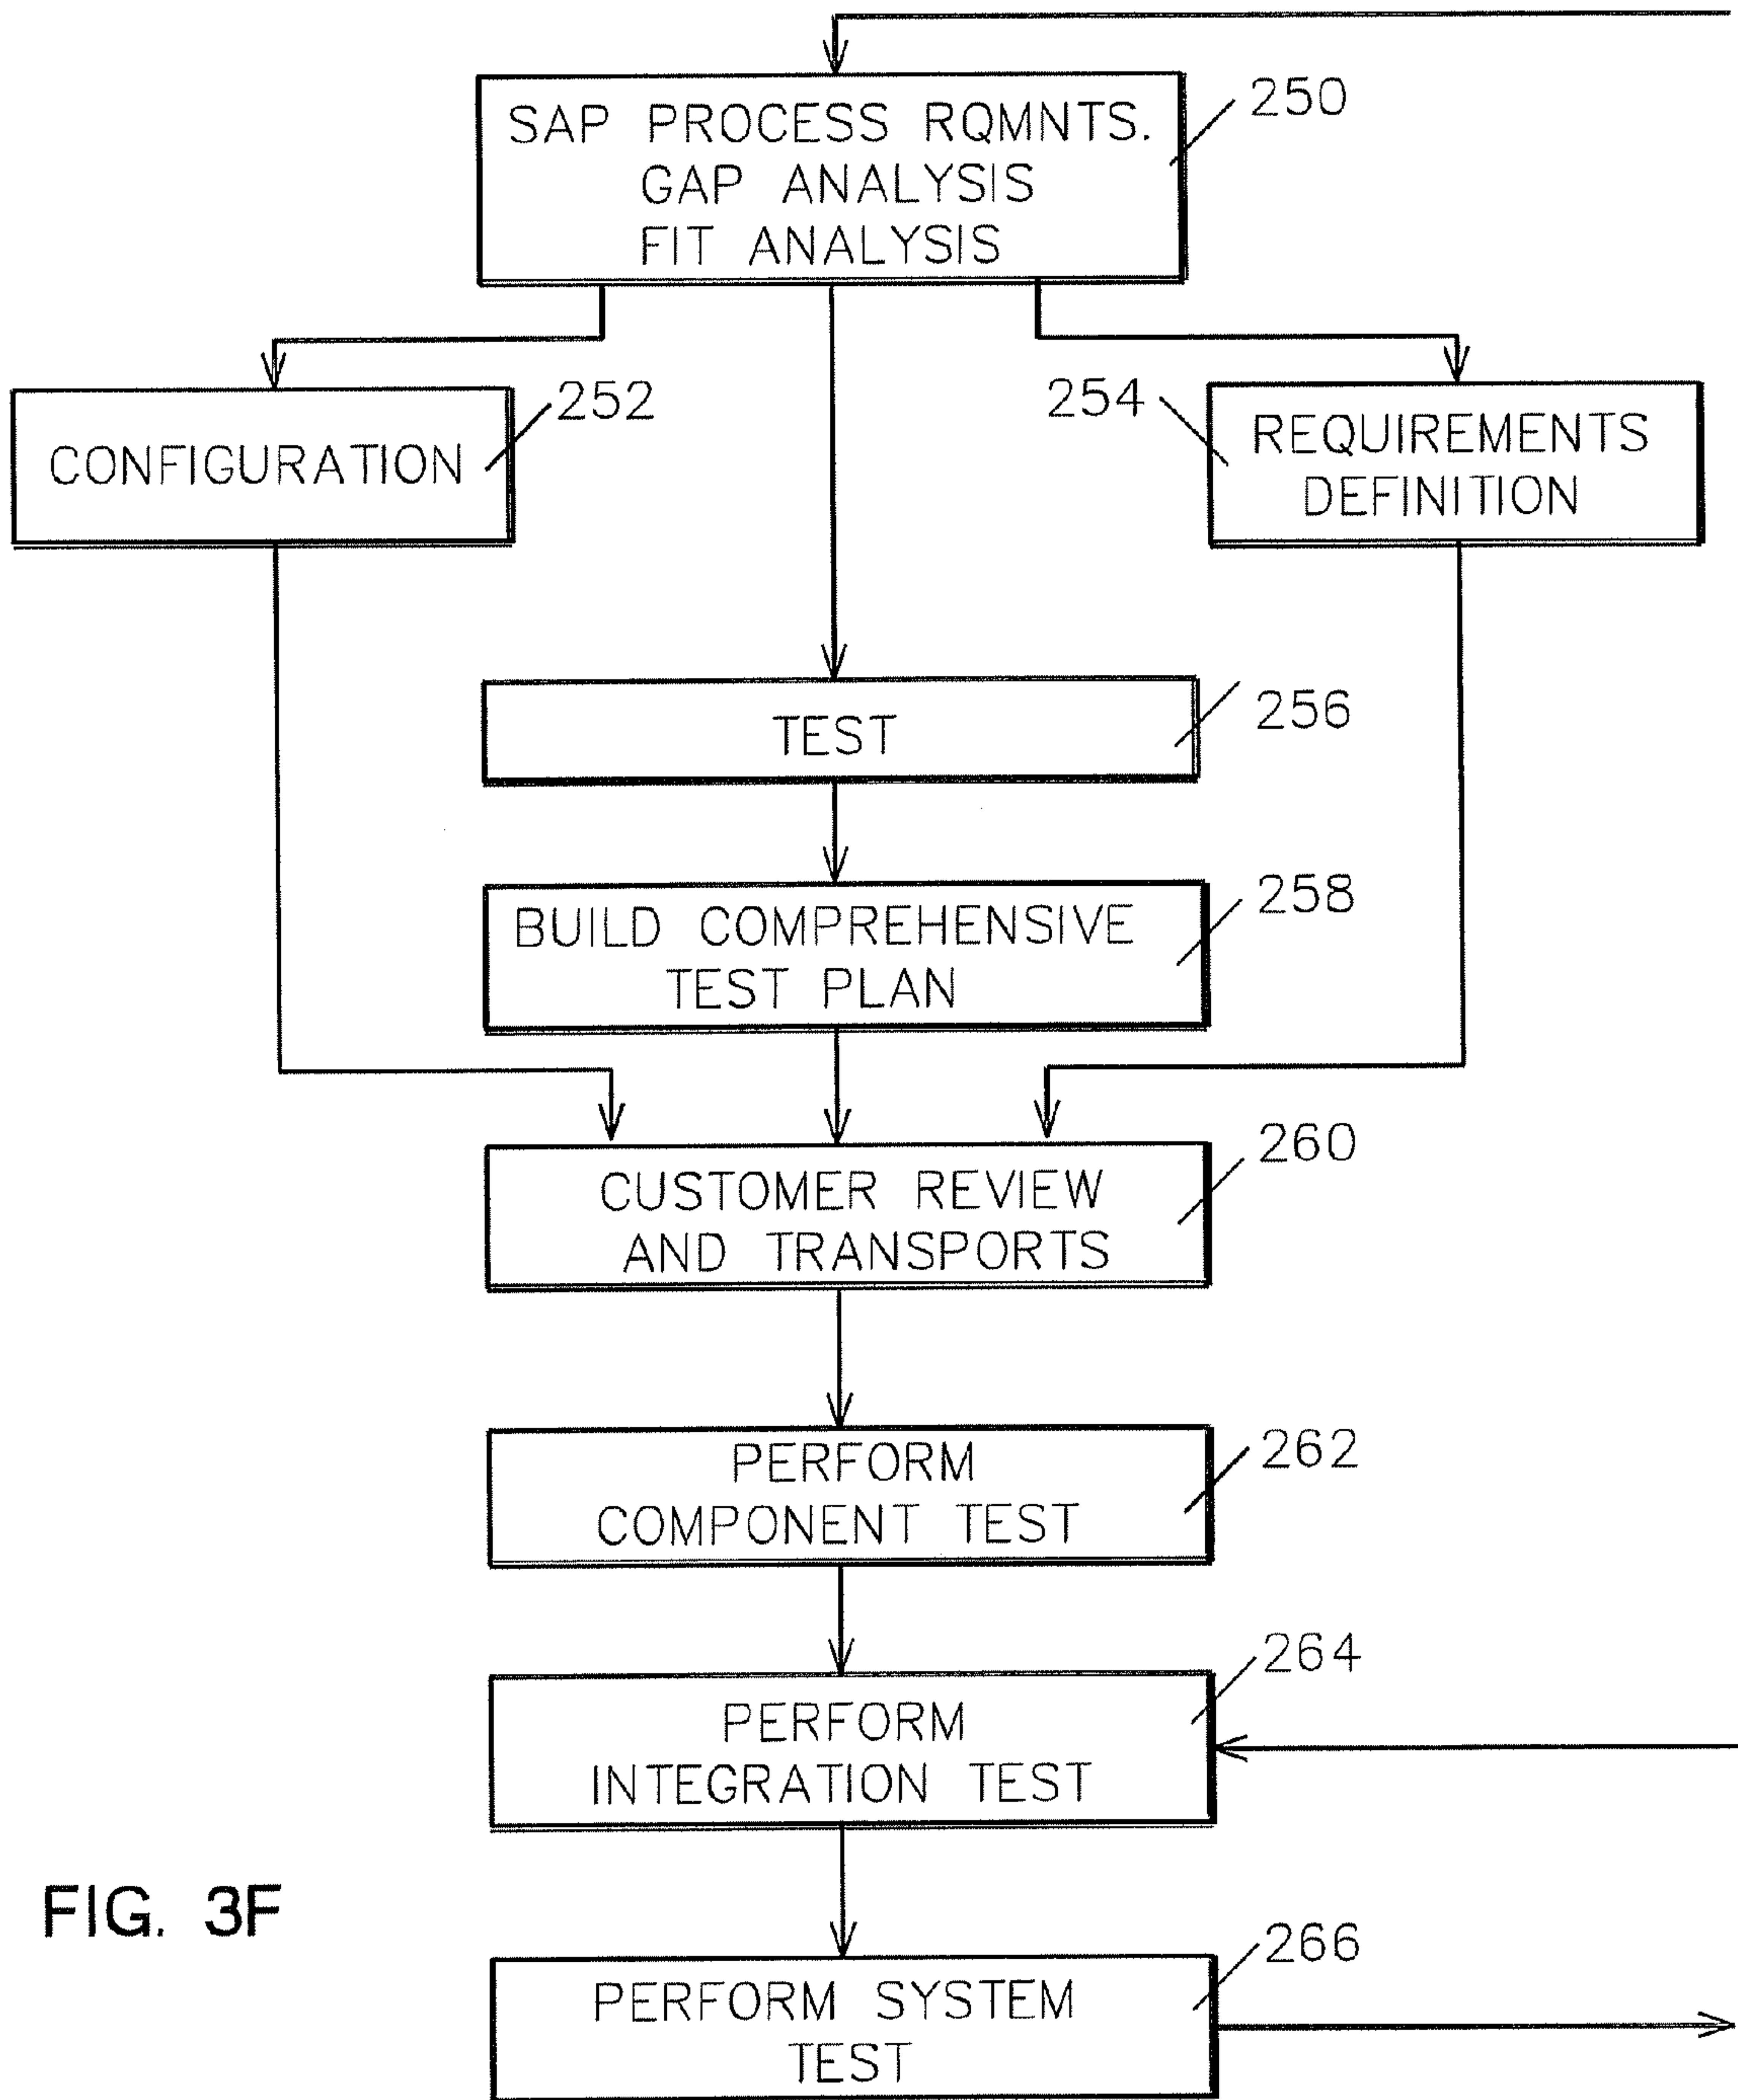 250
SAP PROCESS RQMNTS.
GAP ANALYSIS
FIT ANALYSIS
252
CONFIGURATION
254
REQUIREMENTS
DEFINITION
256
TEST
258
BUILD COMPREHENSIVE
TEST PLAN
260
CUSTOMER REVIEW
AND TRANSPORTS
262
PERFORM
COMPONENT TEST
264
PERFORM
INTEGRATION TEST
FIG. 3F
266
PERFORM SYSTEM
TEST